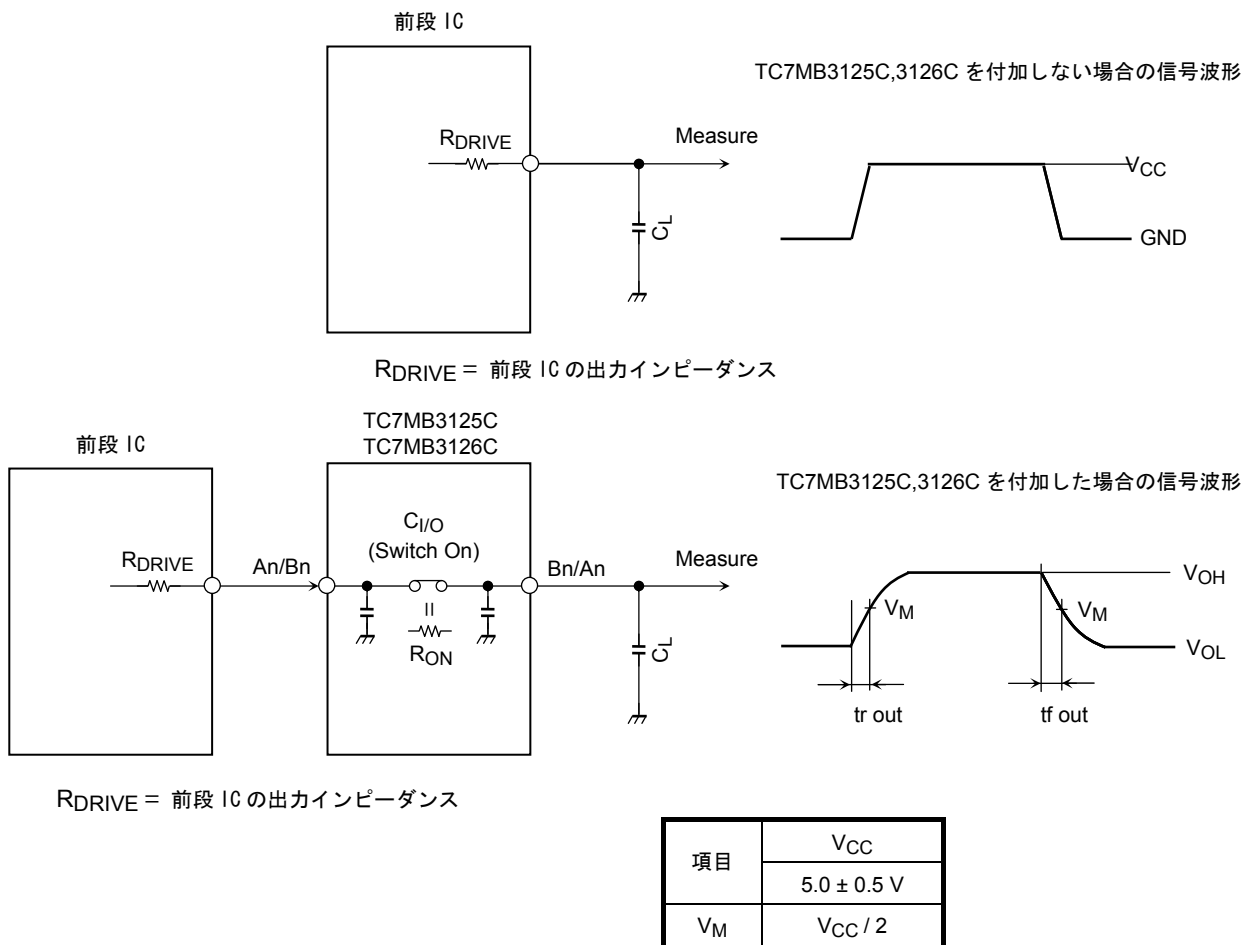 前段 IC
TC7MB3125C,3126C を付加しない場合の信号波形
RDRIVE
Measure
VCC
CL
GND
RDRIVE = 前段 IC の出力インピーダンス
TC7MB3125C
TC7MB3126C
前段 IC
TC7MB3125C,3126C を付加した場合の信号波形
CI/O
(Switch On)
RDRIVE
An/Bn
Bn/An
Measure
VOH
VM
VM
=
RON
CL
VOL
tr out
tf out
RDRIVE = 前段 IC の出力インピーダンス
項目
VCC
5.0 ± 0.5 V
VM
VCC / 2